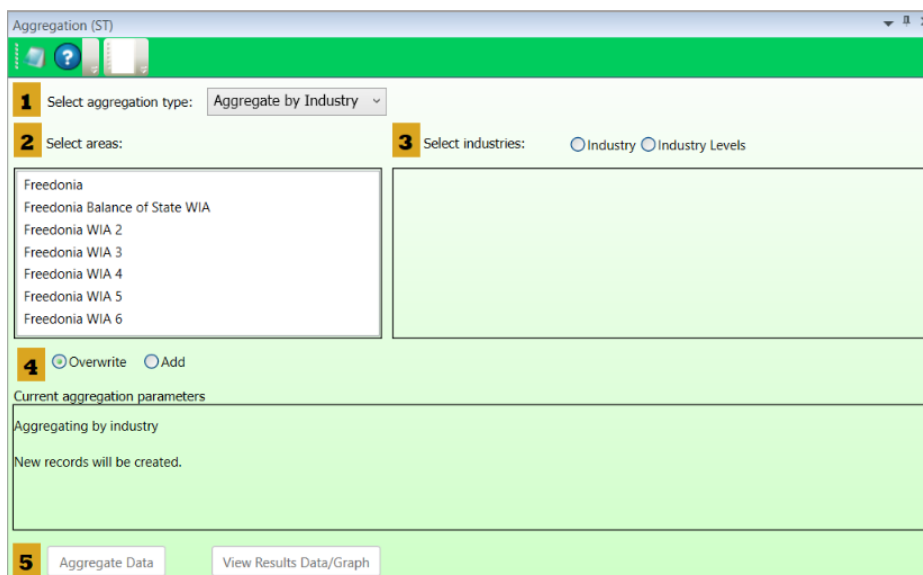 Aggregation (ST)
?
1 Select aggregation type: Aggregate by Industry
2 Select areas: 3 Select industries: Industry Industry Levels
Freedonia
Freedonia Balance of State WIA
Freedonia WIA 2
Freedonia WIA 3
Freedonia WIA 4
Freedonia WIA 5
Freedonia WIA 6
4 Overwrite Add
Current aggregation parameters
Aggregating by industry
New records will be created.
5 Aggregate Data View Results Data/Graph